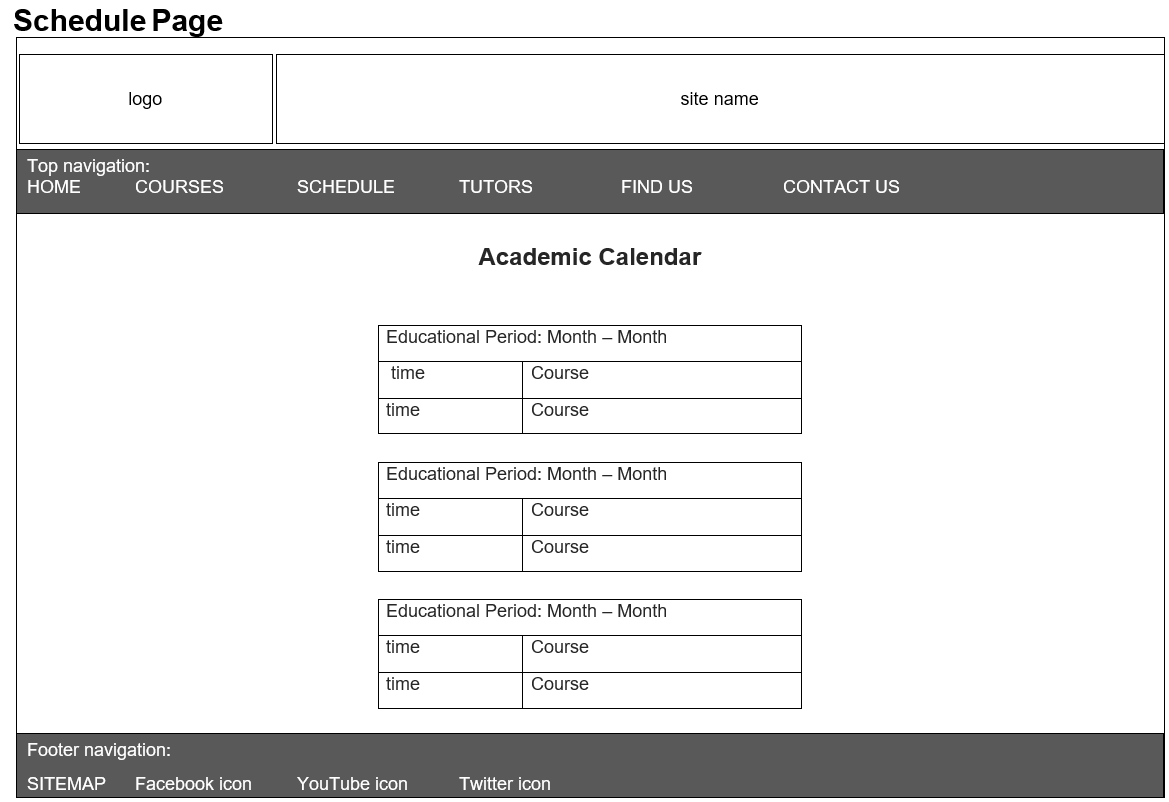 Schedule Page
logo site name
Top navigation:
HOME COURSES SCHEDULE TUTORS FIND US CONTACT US
Academic Calendar
Educational Period: Month – Month
time Course
time Course
Educational Period: Month – Month
time Course
time Course
Educational Period: Month – Month
time Course
time Course
Footer navigation:
SITEMAP Facebook icon YouTube icon Twitter icon